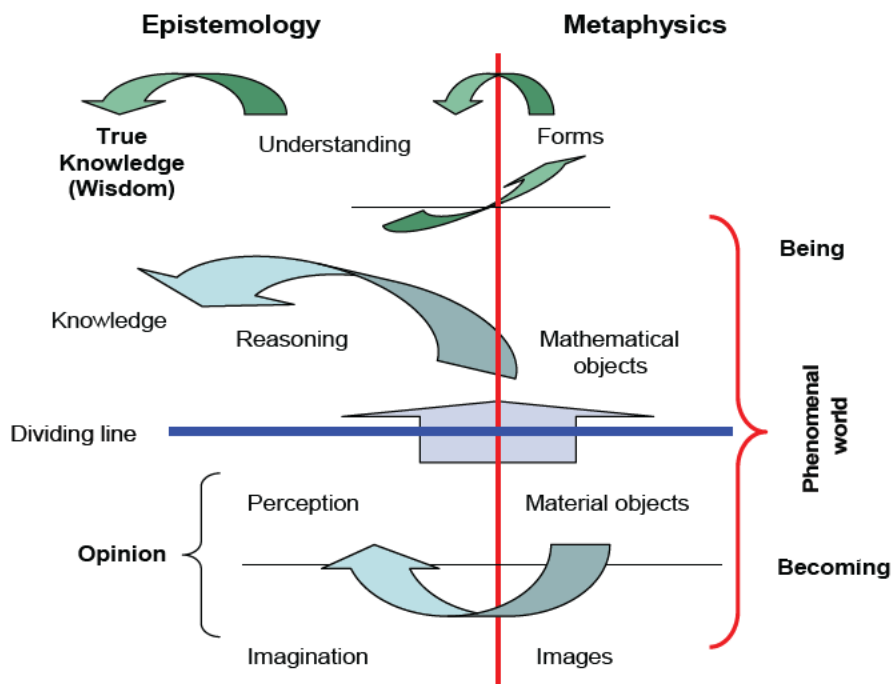 Epistemology
Metaphysics
True
Knowledge
(Wisdom)
Understanding
Forms
Being
Knowledge
Reasoning
Mathematical
objects
Phenomenal
world
Dividing line
Perception
Material objects
Opinion
Becoming
Imagination
Images